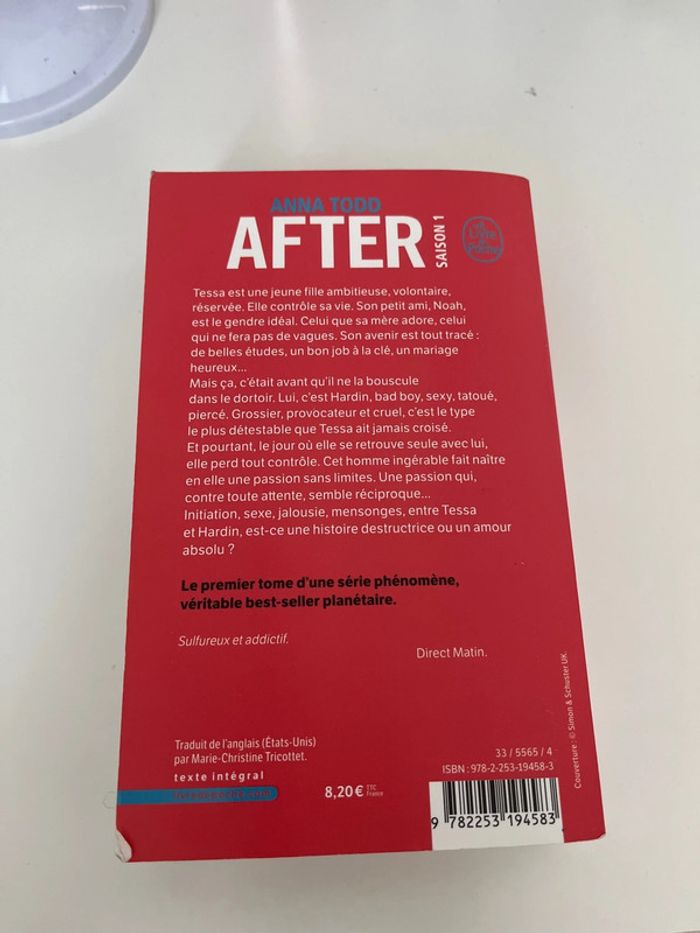 ANNA TODD
AFTER
SAISON 1
Le
Livre
de
Poche
Tessa est une jeune fille ambitieuse, volontaire,
réservée. Elle contrôle sa vie. Son petit ami, Noah,
est le gendre idéal. Celui que sa mère adore, celui
qui ne fera pas de vagues. Son avenir est tout tracé :
de belles études, un bon job à la clé, un mariage
heureux...
Mais ça, c'était avant qu'il ne la bouscule
dans le dortoir. Lui, c'est Hardin, bad boy, sexy, tatoué,
piercé. Grossier, provocateur et cruel, c'est le type
le plus détestable que Tessa ait jamais croisé.
Et pourtant, le jour où elle se retrouve seule avec lui,
elle perd tout contrôle. Cet homme ingérable fait naître
en elle une passion sans limites. Une passion qui,
contre toute attente, semble réciproque...
Initiation, sexe, jalousie, mensonges, entre Tessa
et Hardin, est-ce une histoire destructrice ou un amour
absolu ?
Le premier tome d'une série phénomène,
véritable best-seller planétaire.
Sulfureux et addictif.
Direct Matin.
Traduit de l'anglais (États-Unis)
par Marie-Christine Tricottet.
texte intégral
livredepoche.com
8,20 € TTC
France
33 / 5565 / 4
ISBN : 978-2-253-19458-3
9 782253 194583
Couverture : © Simon & Schuster UK.